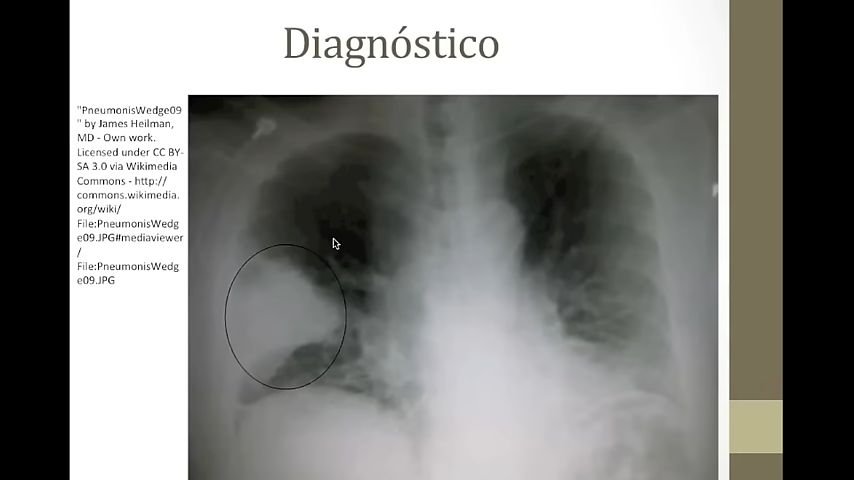 Diagnóstico
"PneumonisWedge09
" by James Heilman,
MD - Own work.
Licensed under CC BY-
SA 3.0 via Wikimedia
Commons - http://
commons.wikimedia.
org/wiki/
File:PneumonisWedg
e09.JPG#mediaviewer
/
File:PneumonisWedg
e09.JPG